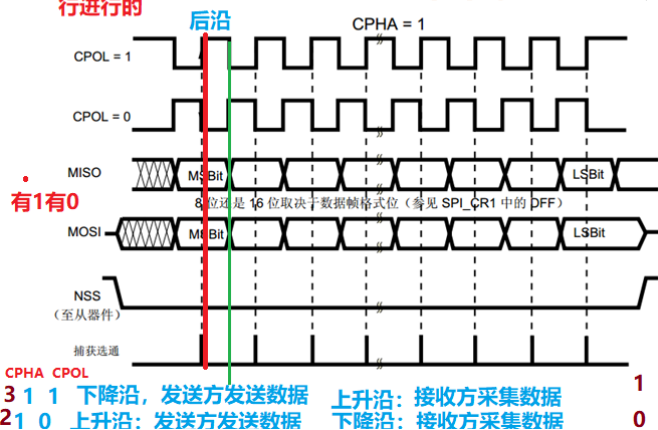 行进行的
后沿
CPHA = 1
CPOL = 1
CPOL = 0
MISO
MSBit
LSBit
有1有0
8位还是 16 位取决于数据帧格式位（参见 SPI_CR1 中的 DFF）
MOSI
MSBit
LSBit
NSS
（至从器件）
捕获选通
CPHA CPOL
3 1 1 下降沿，发送方发送数据 上升沿：接收方采集数据 1
2 1 0 上升沿：发送方发送数据 下降沿：接收方采集数据 0